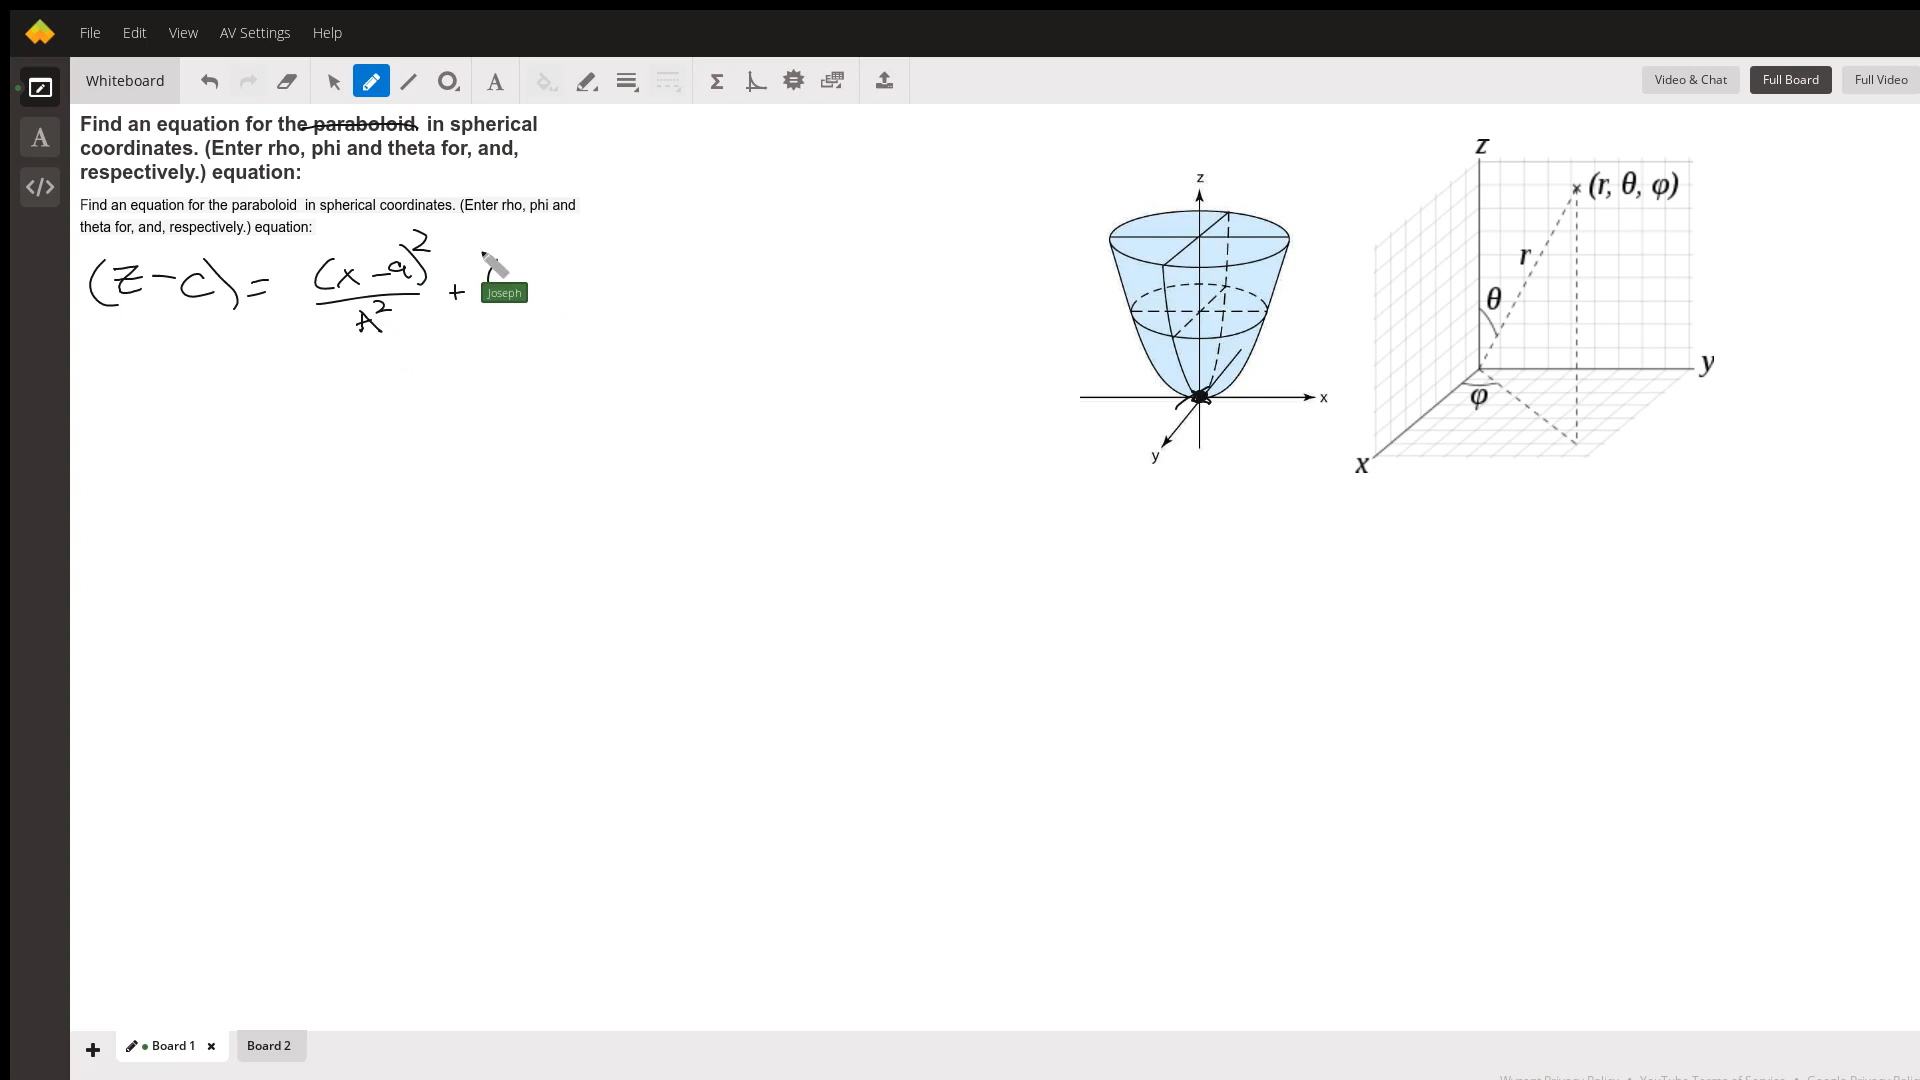 File Edit View AV Settings Help
Whiteboard A Σ Video & Chat Full Board Full Video
A
</>
Find an equation for the paraboloid in spherical
coordinates. (Enter rho, phi and theta for, and,
respectively.) equation:
Find an equation for the paraboloid in spherical coordinates. (Enter rho, phi and
theta for, and, respectively.) equation:
(z-c) = (x-a)^2 / A^2 + (
Joseph
z
x
y
z
(r, θ, φ)
r
θ
y
φ
x
+ Board 1 × Board 2